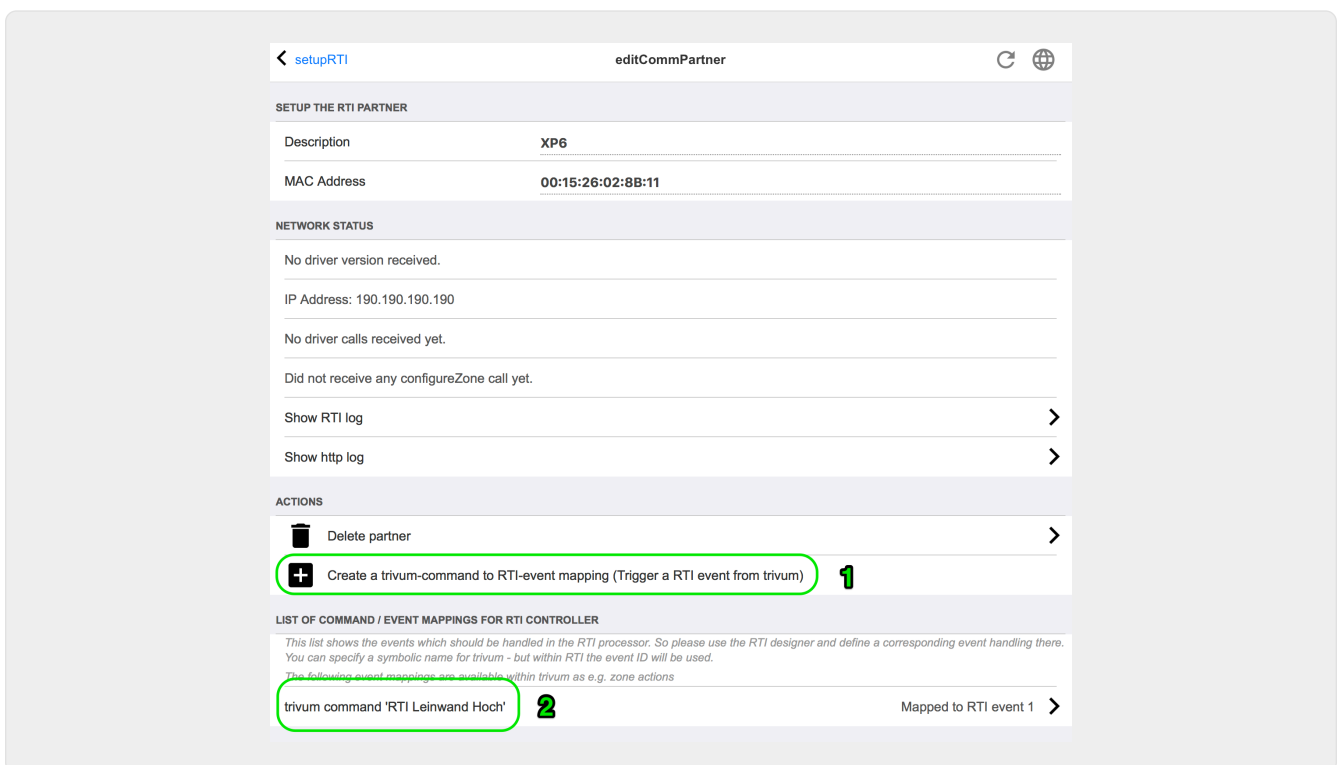 setupRTI editCommPartner
SETUP THE RTI PARTNER
Description XP6
MAC Address 00:15:26:02:8B:11
NETWORK STATUS
No driver version received.
IP Address: 190.190.190.190
No driver calls received yet.
Did not receive any configureZone call yet.
Show RTI log
Show http log
ACTIONS
Delete partner
Create a trivum-command to RTI-event mapping (Trigger a RTI event from trivum) 1
LIST OF COMMAND / EVENT MAPPINGS FOR RTI CONTROLLER
This list shows the events which should be handled in the RTI processor. So please use the RTI designer and define a corresponding event handling there.
You can specify a symbolic name for trivum - but within RTI the event ID will be used.
The following event mappings are available within trivum as e.g. zone actions
trivum command 'RTI Leinwand Hoch' 2 Mapped to RTI event 1